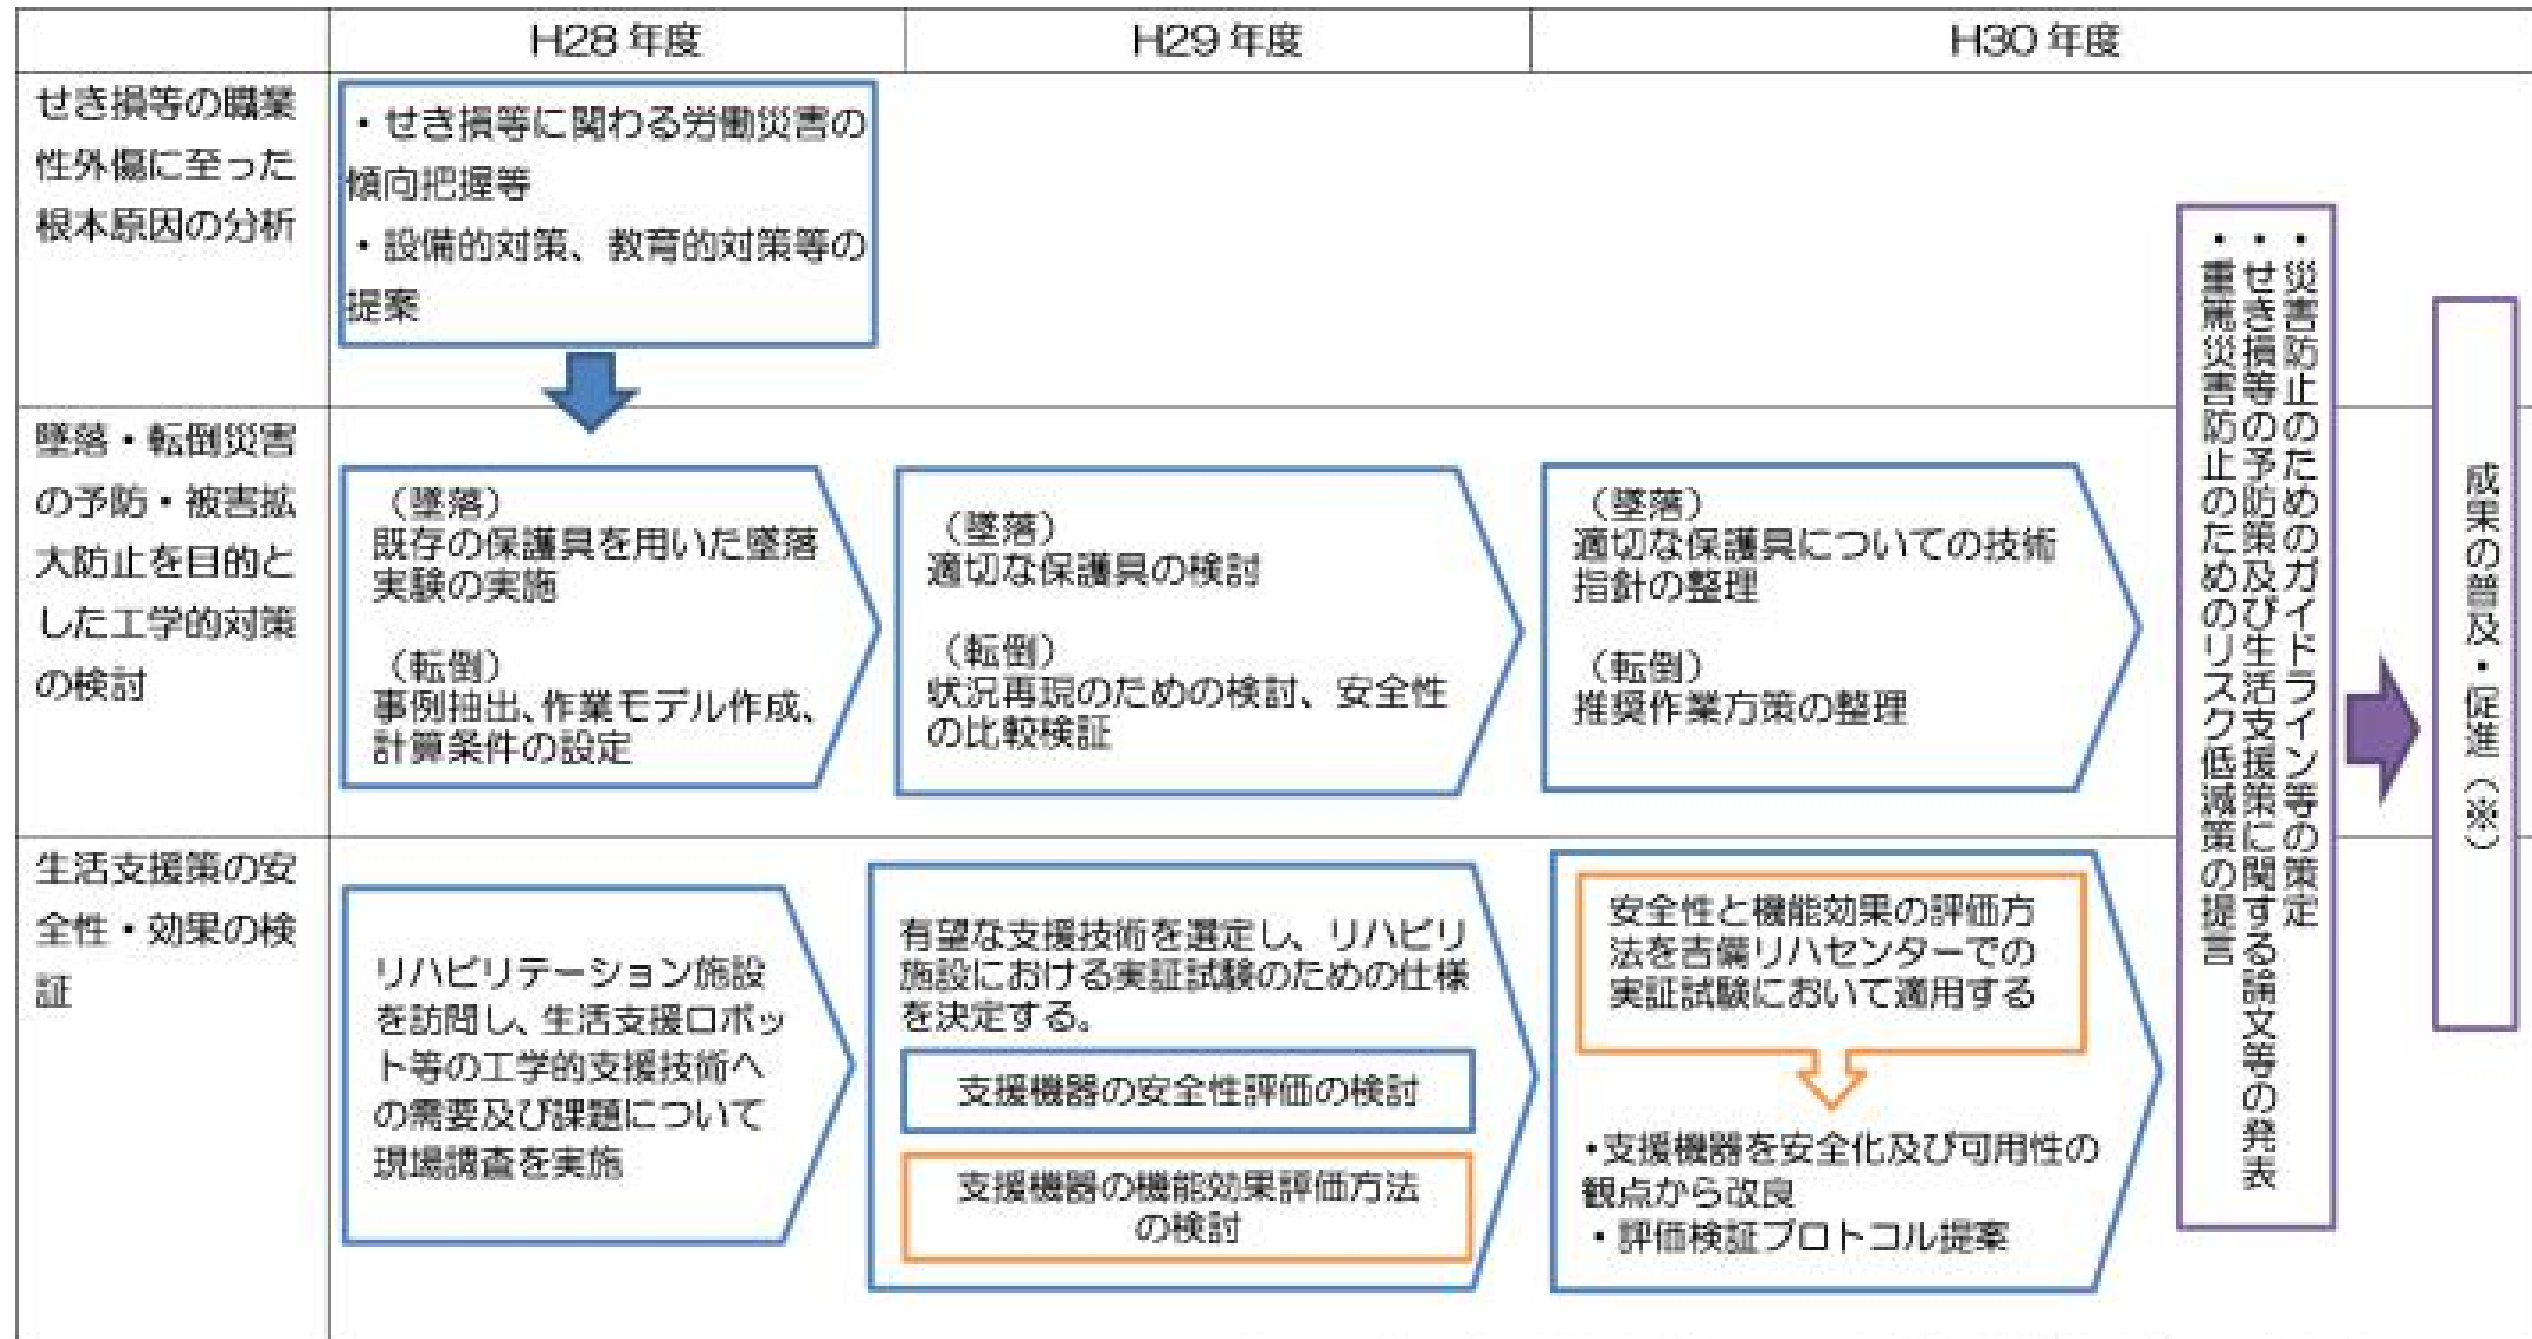 H28 年度
H29 年度
H30 年度
せき損等の職業
性外傷に至った
根本原因の分析
・せき損等に関わる労働災害の
傾向把握等
・設備的対策、教育的対策等の
提案
墜落・転倒災害
の予防・被害拡
大防止を目的と
した工学的対策
の検討
（墜落）
既存の保護具を用いた墜落
実験の実施
（転倒）
事例抽出、作業モデル作成、
計算条件の設定
（墜落）
適切な保護具の検討
（転倒）
状況再現のための検討、安全性
の比較検証
（墜落）
適切な保護具についての技術
指針の整理
（転倒）
推奨作業方策の整理
生活支援策の安
全性・効果の検
証
リハビリテーション施設
を訪問し、生活支援ロボッ
ト等の工学的支援技術へ
の需要及び課題について
現場調査を実施
有望な支援技術を選定し、リハビリ
施設における実証試験のための仕様
を決定する。
支援機器の安全性評価の検討
支援機器の機能効果評価方法
の検討
安全性と機能効果の評価方
法を吉備リハセンターでの
実証試験において適用する
・支援機器を安全化及び可用性の
観点から改良
・評価検証プロトコル提案
・災害防止のためのガイドライン等の策定
・せき損等の予防策及び生活支援策に関する論文等の発表
・重篤災害防止のためのリスク低減策の提言
成果の普及・促進（※）